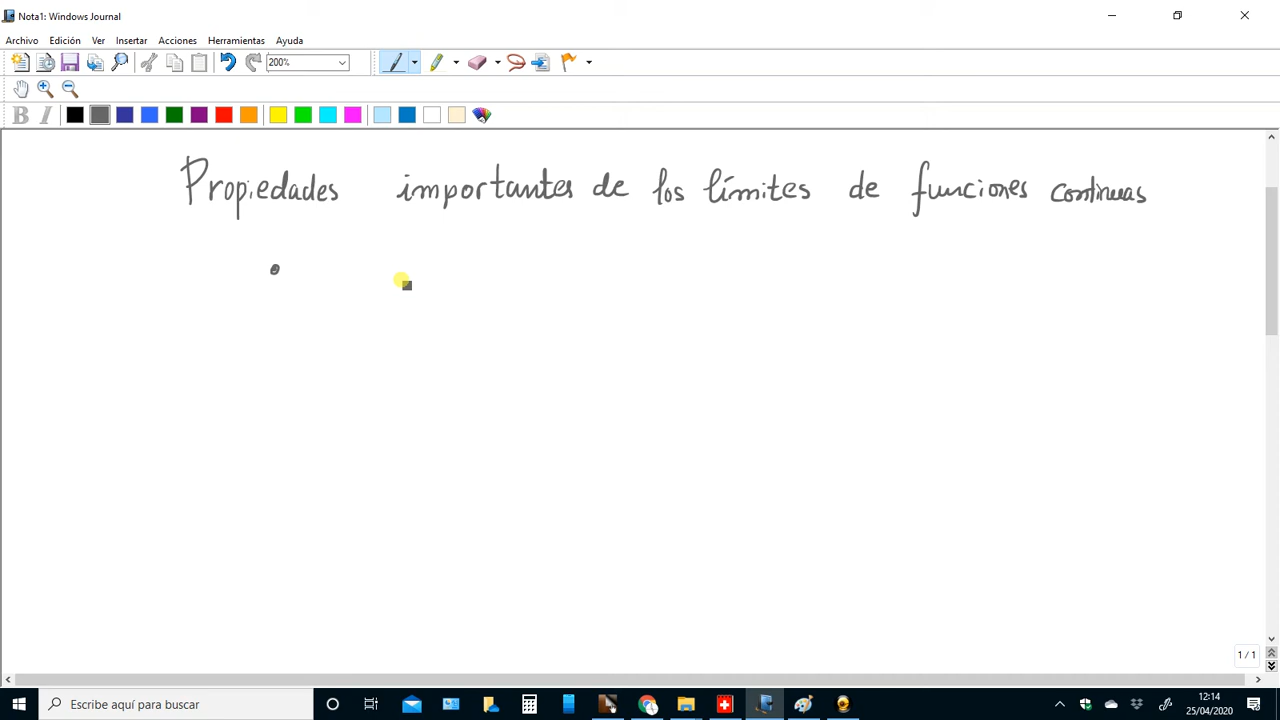 Nota1: Windows Journal
Archivo Edición Ver Insertar Acciones Herramientas Ayuda
200%
B I
Propiedades importantes de los límites de funciones continuas
1 / 1
Escribe aquí para buscar
12:14
25/04/2020